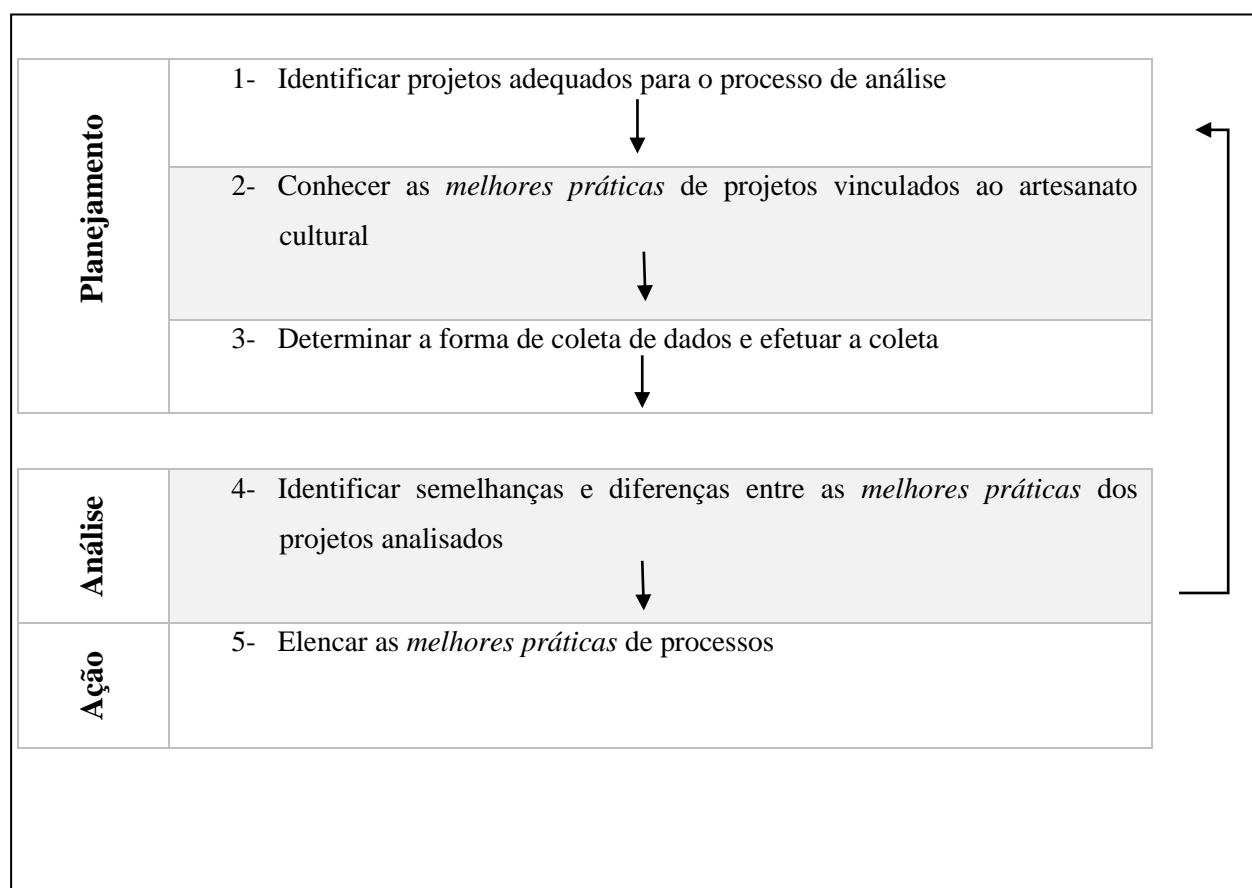 Planejamento
1- Identificar projetos adequados para o processo de análise
2- Conhecer as melhores práticas de projetos vinculados ao artesanato
cultural
3- Determinar a forma de coleta de dados e efetuar a coleta
Análise
4- Identificar semelhanças e diferenças entre as melhores práticas dos
projetos analisados
Ação
5- Elencar as melhores práticas de processos